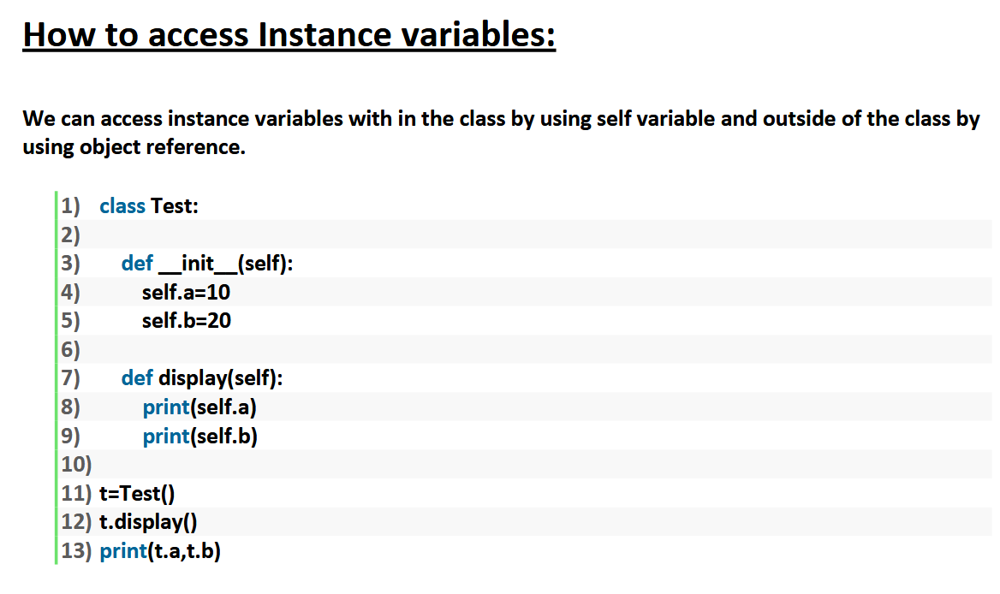 How to access Instance variables:
We can access instance variables with in the class by using self variable and outside of the class by
using object reference.
1) class Test:
2)
3) def __init__(self):
4) self.a=10
5) self.b=20
6)
7) def display(self):
8) print(self.a)
9) print(self.b)
10)
11) t=Test()
12) t.display()
13) print(t.a,t.b)